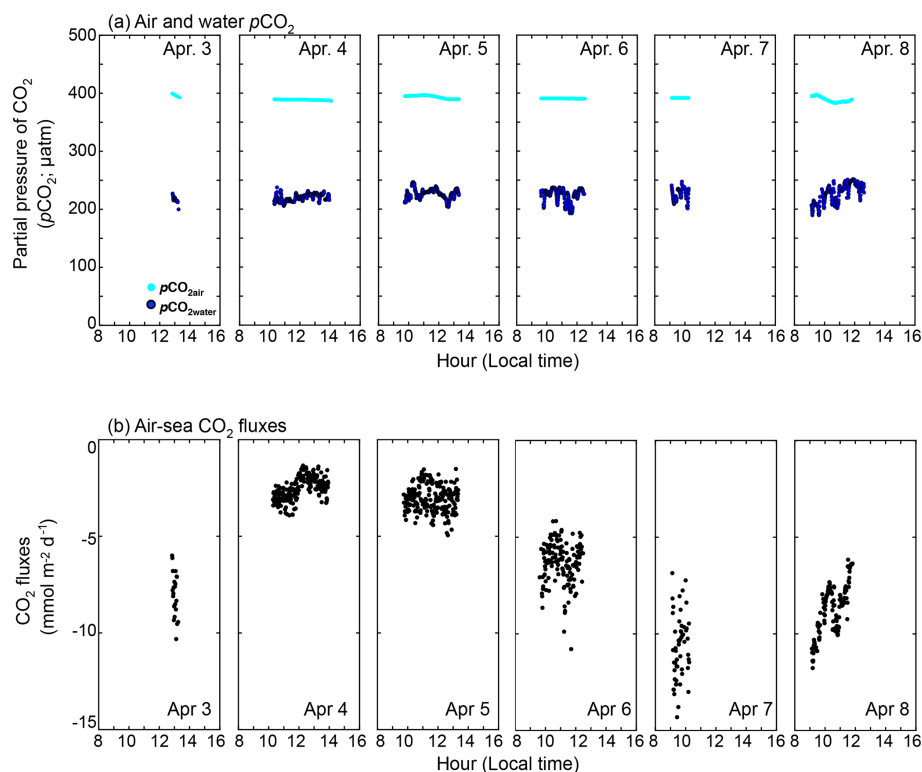 (a) Air and water pCO₂
Partial pressure of CO₂
(pCO₂; µatm)
500
400
300
200
100
0
Apr. 3
Apr. 4
Apr. 5
Apr. 6
Apr. 7
Apr. 8
pCO₂air
pCO₂water
8 10 12 14 16
8 10 12 14 16
8 10 12 14 16
8 10 12 14 16
8 10 12 14 16
8 10 12 14 16
Hour (Local time)
(b) Air-sea CO₂ fluxes
CO₂ fluxes
(mmol m⁻² d⁻¹)
0
-5
-10
-15
Apr 3
Apr 4
Apr 5
Apr 6
Apr 7
Apr 8
8 10 12 14 16
8 10 12 14 16
8 10 12 14 16
8 10 12 14 16
8 10 12 14 16
8 10 12 14 16
Hour (Local time)